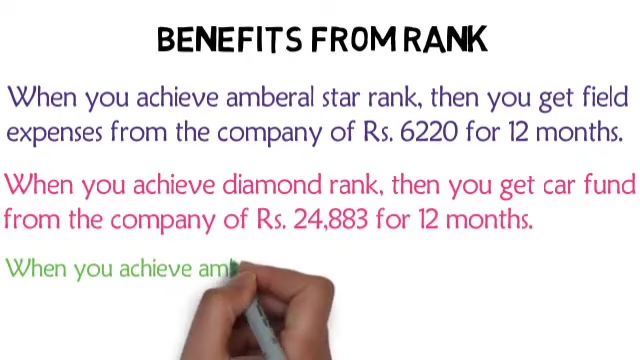 BENEFITS FROM RANK
When you achieve amberal star rank, then you get field
expenses from the company of Rs. 6220 for 12 months.
When you achieve diamond rank, then you get car fund
from the company of Rs. 24,883 for 12 months.
When you achieve am